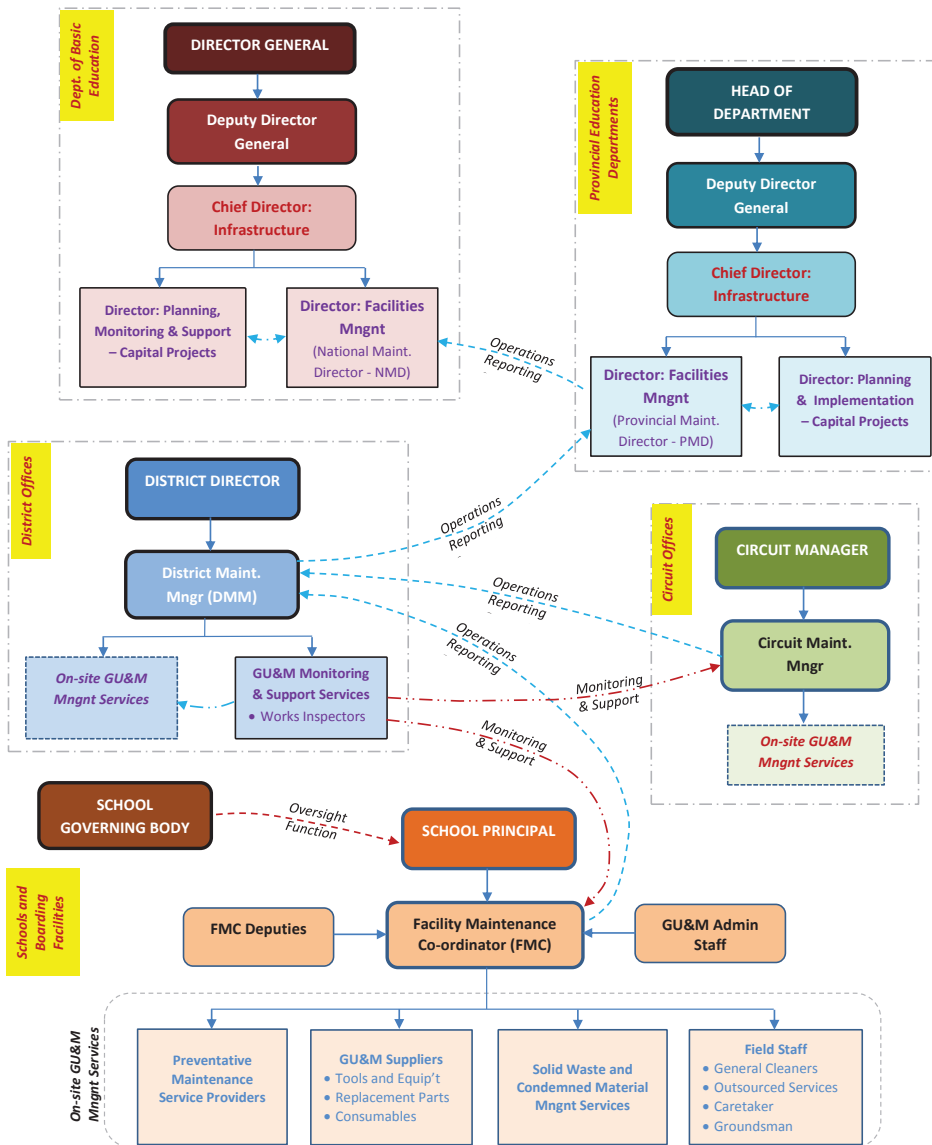 Dept. of Basic
Education
DIRECTOR GENERAL
Deputy Director
General
Chief Director:
Infrastructure
Director: Planning,
Monitoring & Support
– Capital Projects
Director: Facilities
Mngnt
(National Maint.
Director - NMD)
Provincial Education
Departments
HEAD OF
DEPARTMENT
Deputy Director
General
Chief Director:
Infrastructure
Director: Facilities
Mngnt
(Provincial Maint.
Director - PMD)
Director: Planning
& Implementation
– Capital Projects
Operations
Reporting
District Offices
DISTRICT DIRECTOR
District Maint.
Mngr (DMM)
On-site GU&M
Mngnt Services
GU&M Monitoring
& Support Services
• Works Inspectors
Operations
Reporting
Operations
Reporting
Operations
Reporting
Monitoring
& Support
Monitoring
& Support
Circuit Offices
CIRCUIT MANAGER
Circuit Maint.
Mngr
On-site GU&M
Mngnt Services
SCHOOL
GOVERNING BODY
Oversight
Function
SCHOOL PRINCIPAL
Schools and
Boarding
Facilities
FMC Deputies
Facility Maintenance
Co-ordinator (FMC)
GU&M Admin
Staff
On-site GU&M
Mngnt Services
Preventative
Maintenance
Service Providers
GU&M Suppliers
• Tools and Equip't
• Replacement Parts
• Consumables
Solid Waste and
Condemned Material
Mngnt Services
Field Staff
• General Cleaners
• Outsourced Services
• Caretaker
• Groundsman